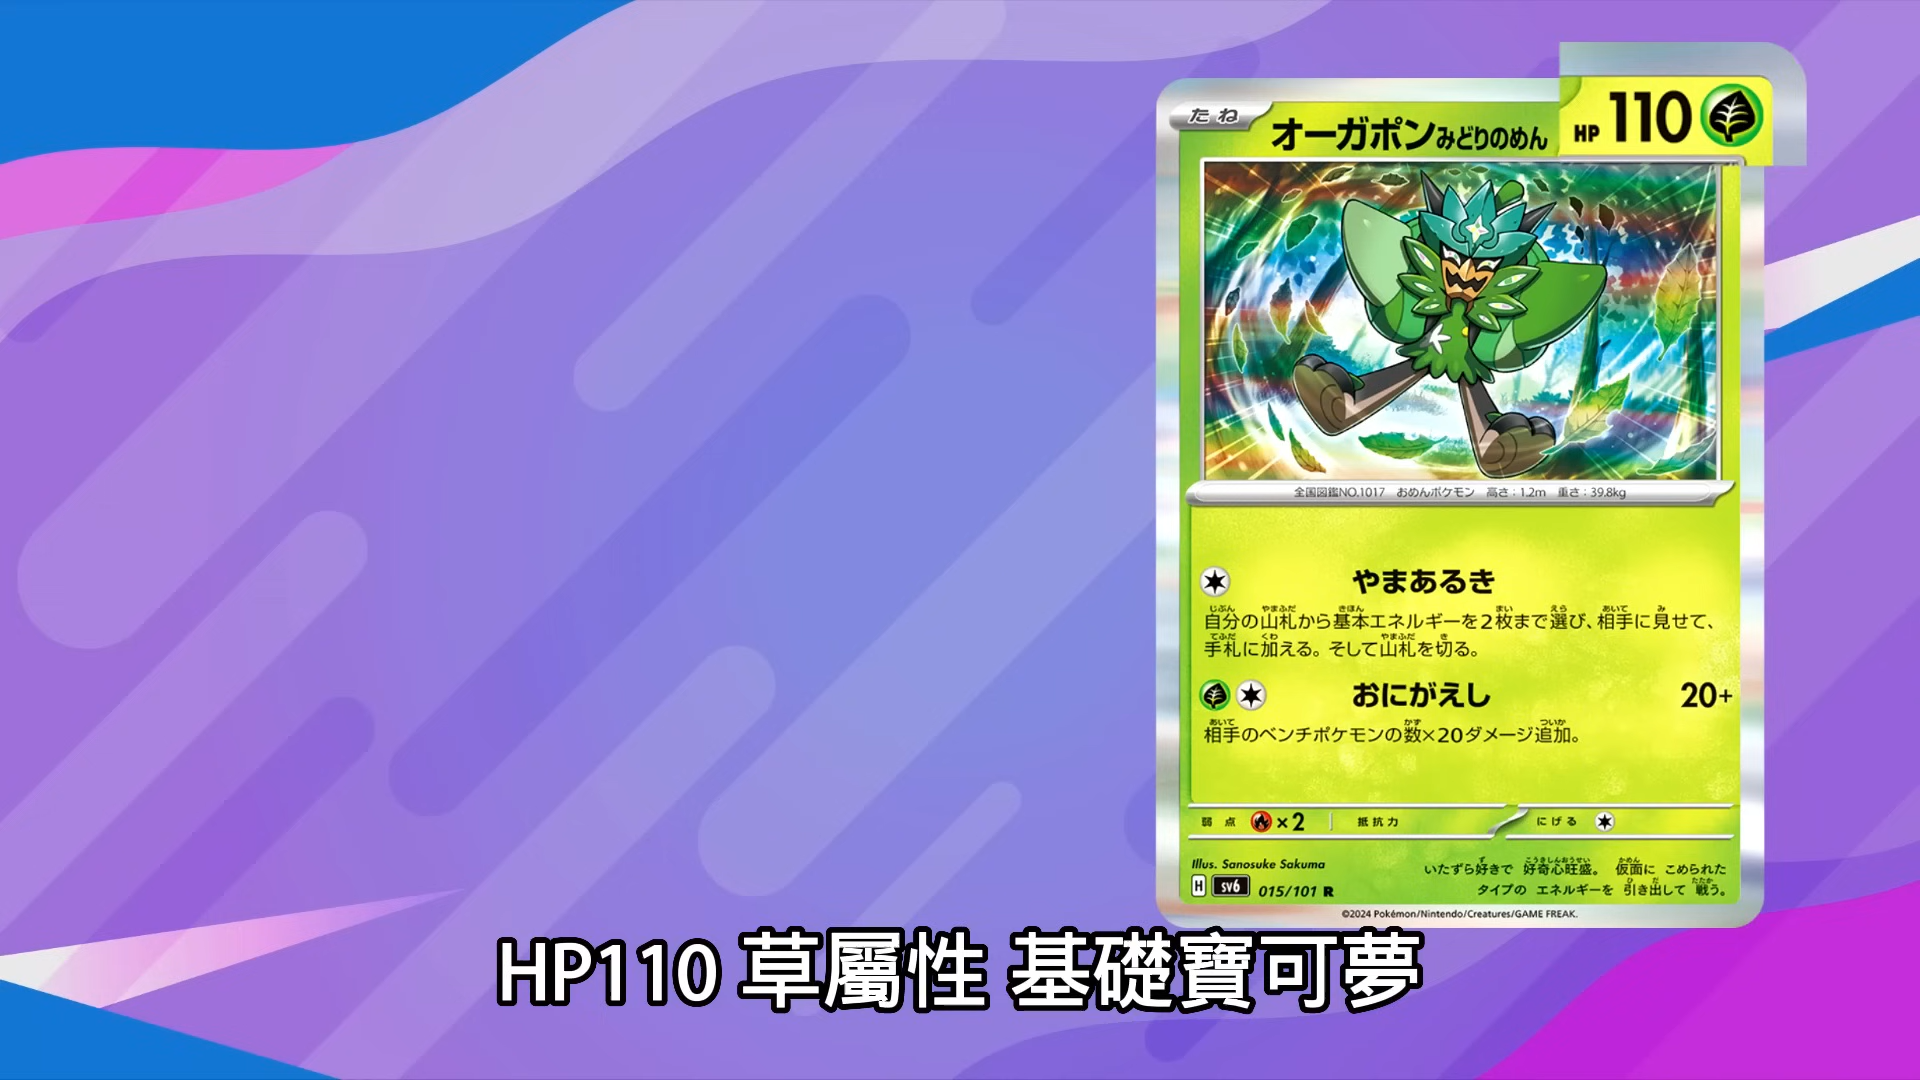 たね
オーガポンみどりのめん
HP 110
全国図鑑NO.1017 おめんポケモン 高さ：1.2m 重さ：39.8kg
やまあるき
自分の山札から基本エネルギーを2枚まで選び、相手に見せて、
手札に加える。そして山札を切る。
おにがえし 20+
相手のベンチポケモンの数×20ダメージ追加。
弱点 ×2 抵抗力 にげる
Illus. Sanosuke Sakuma
いたずら好きで 好奇心旺盛。 仮面に こめられた
H sv6 015/101 R
タイプの エネルギーを 引き出して 戦う。
©2024 Pokémon/Nintendo/Creatures/GAME FREAK.
HP110 草屬性 基礎寶可夢